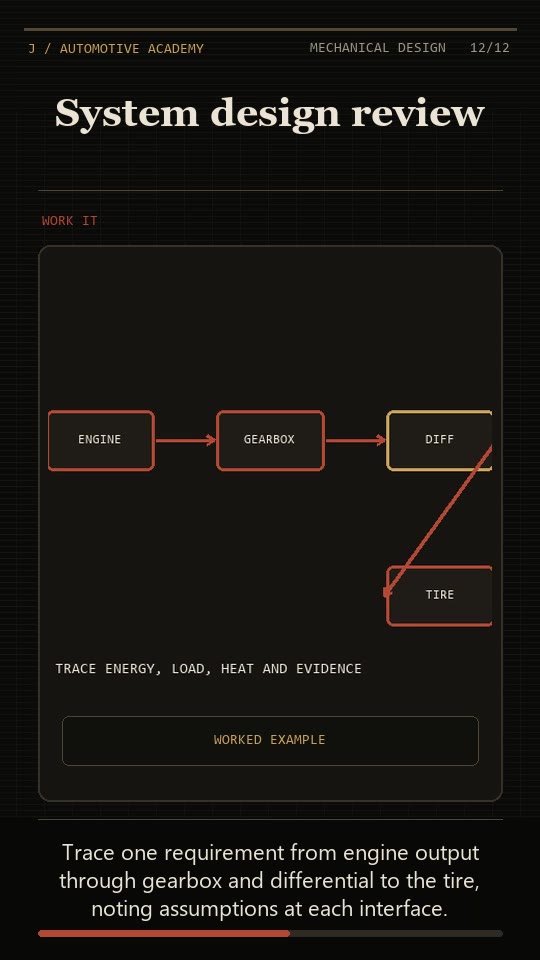 J / AUTOMOTIVE ACADEMY
MECHANICAL DESIGN 12/12
System design review
WORK IT
ENGINE
GEARBOX
DIFF
TIRE
TRACE ENERGY, LOAD, HEAT AND EVIDENCE
WORKED EXAMPLE
Trace one requirement from engine output
through gearbox and differential to the tire,
noting assumptions at each interface.